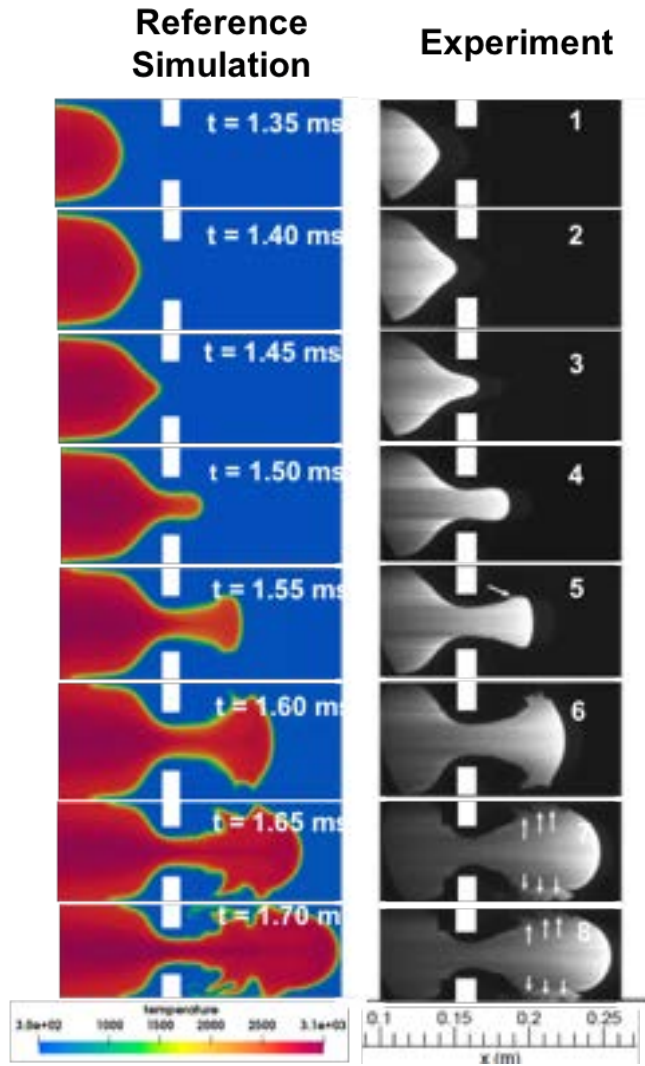 Reference
Simulation
Experiment
t = 1.35 ms
1
t = 1.40 ms
2
t = 1.45 ms
3
t = 1.50 ms
4
t = 1.55 ms
5
t = 1.60 ms
6
t = 1.65 ms
7
t = 1.70 m
8
temperature
3.0e+02 1000 1500 2000 2500 3.1e+03
0.1 0.15 0.2 0.25
x (m)